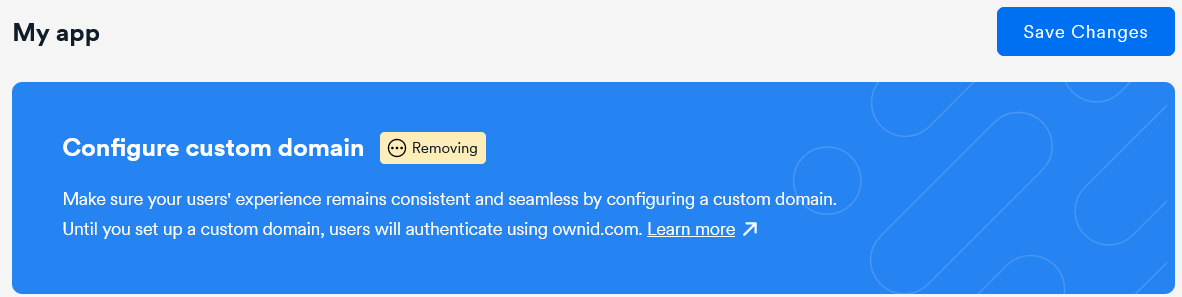 My app
Save Changes
Configure custom domain
Removing
Make sure your users' experience remains consistent and seamless by configuring a custom domain.
Until you set up a custom domain, users will authenticate using ownid.com. Learn more